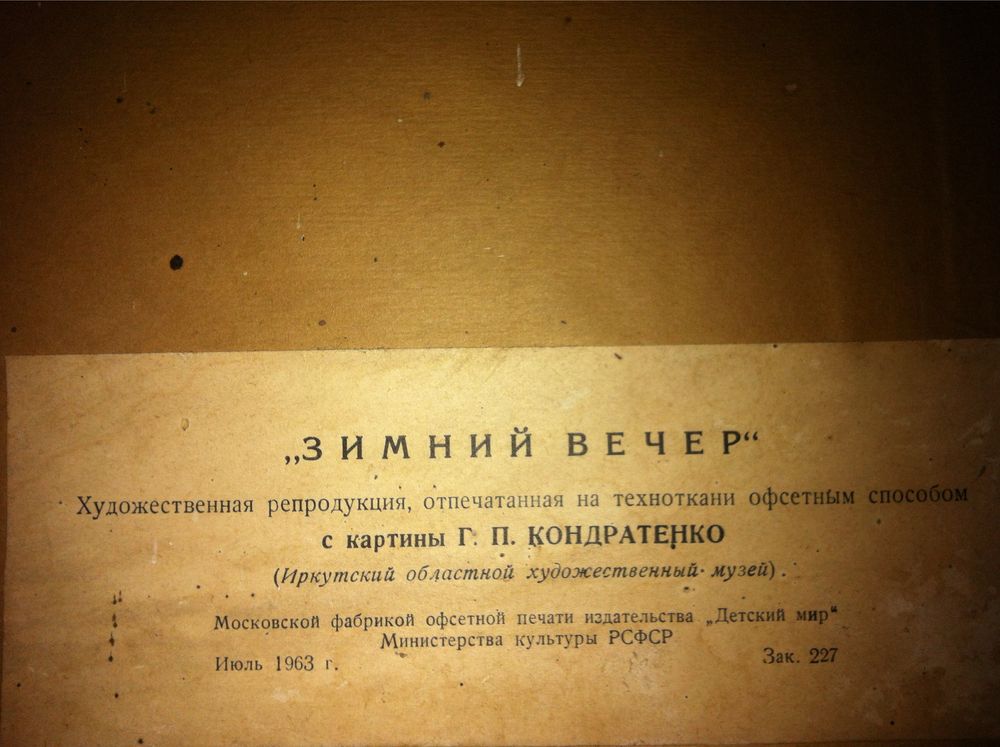 „ЗИМНИЙ ВЕЧЕР“
Художественная репродукция, отпечатанная на техноткани офсетным способом
с картины Г. П. КОНДРАТЕНКО
(Иркутский областной художественный музей).
Московской фабрикой офсетной печати издательства „Детский мир“
Министерства культуры РСФСР
Июль 1963 г.
Зак. 227